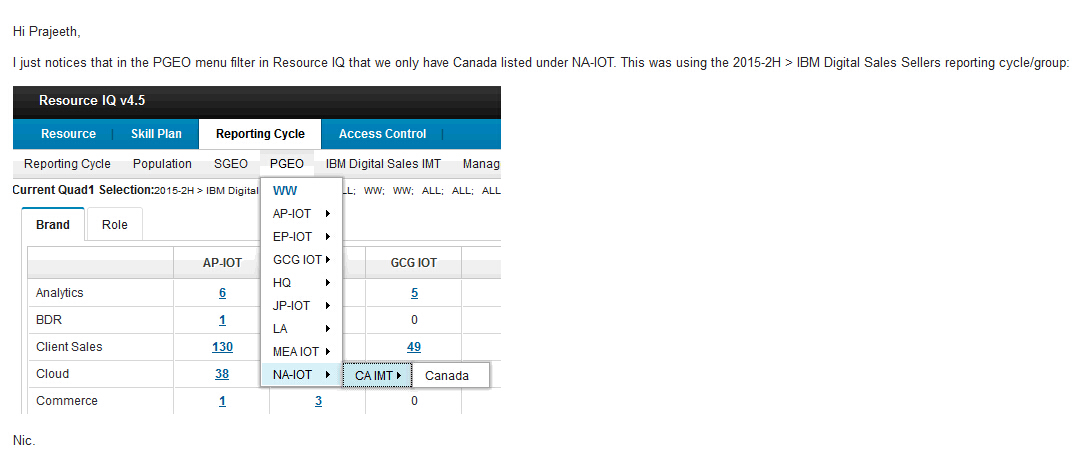 Hi Prajeeth,
I just notices that in the PGEO menu filter in Resource IQ that we only have Canada listed under NA-IOT. This was using the 2015-2H > IBM Digital Sales Sellers reporting cycle/group:
Resource IQ v4.5
Resource | Skill Plan Reporting Cycle Access Control |
Reporting Cycle Population SGEO PGEO IBM Digital Sales IMT Manag
Current Quad1 Selection:2015-2H > IBM Digital LL; WW; WW; ALL; ALL; ALL
WW
AP-IOT
EP-IOT
GCG IOT
HQ
JP-IOT
LA
MEA IOT
NA-IOT CA IMT Canada
Brand Role
AP-IOT GCG IOT
Analytics 6 5
BDR 1 0
Client Sales 130 49
Cloud 38
Commerce 1 3 0
Nic.